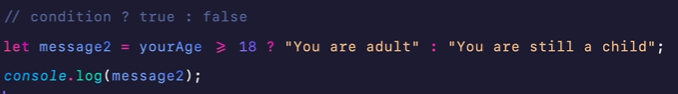 // condition ? true : false
let message2 = yourAge >= 18 ? "You are adult" : "You are still a child";
console.log(message2);